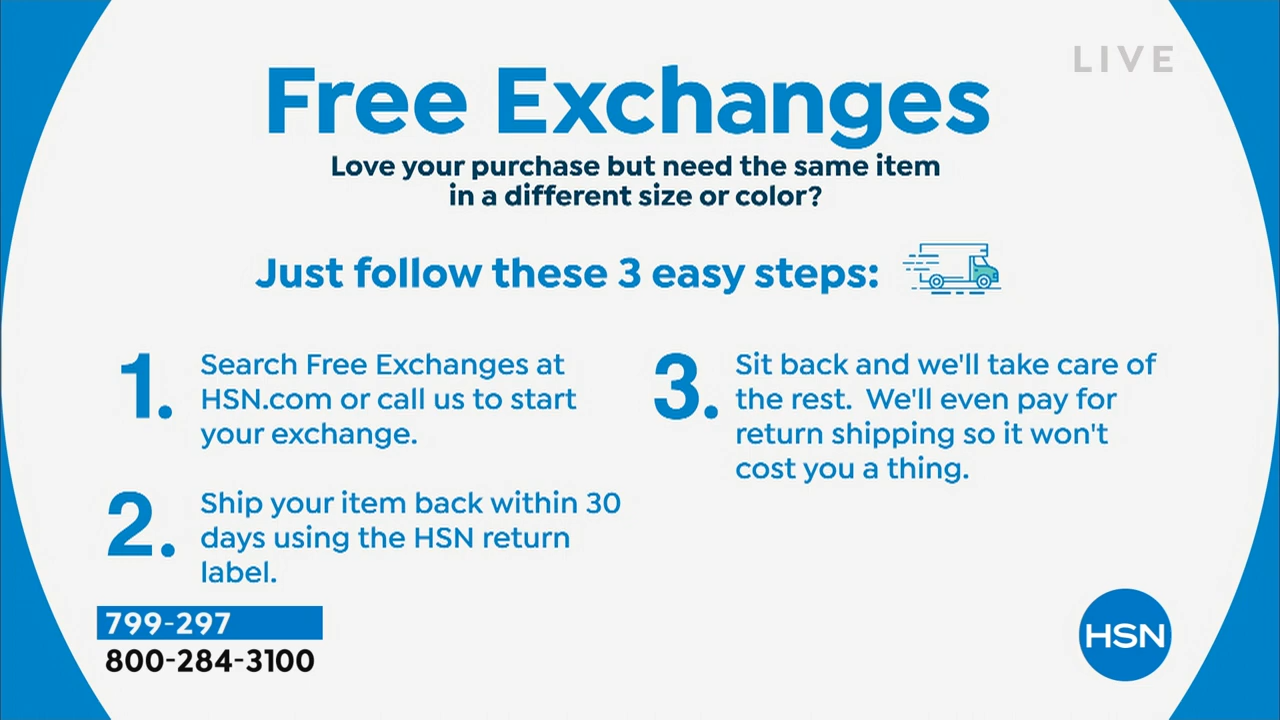 LIVE
Free Exchanges
Love your purchase but need the same item
in a different size or color?
Just follow these 3 easy steps:
1. Search Free Exchanges at
HSN.com or call us to start
your exchange.
2. Ship your item back within 30
days using the HSN return
label.
3. Sit back and we'll take care of
the rest. We'll even pay for
return shipping so it won't
cost you a thing.
799-297
800-284-3100
HSN